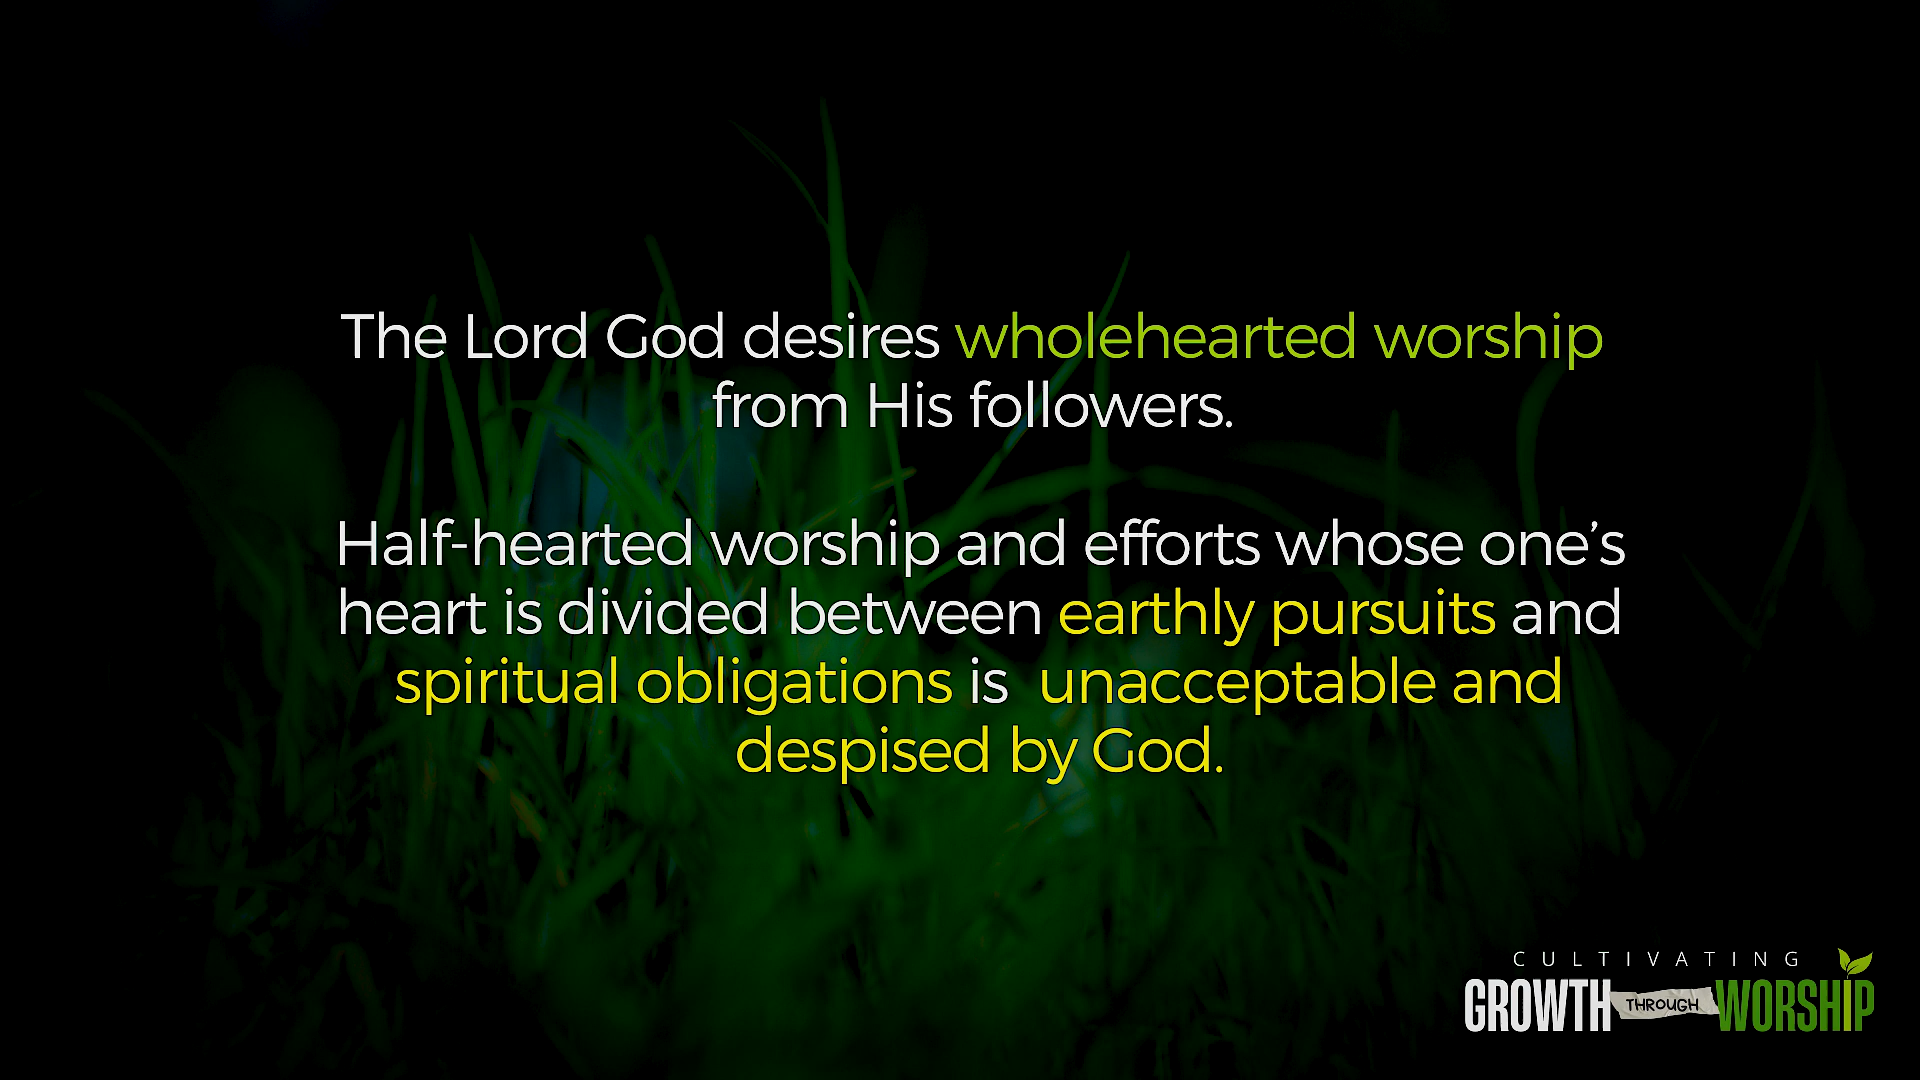 The Lord God desires wholehearted worship
from His followers.
Half-hearted worship and efforts whose one’s
heart is divided between earthly pursuits and
spiritual obligations is  unacceptable and
despised by God.
CULTIVATING
GROWTH THROUGH WORSHIP